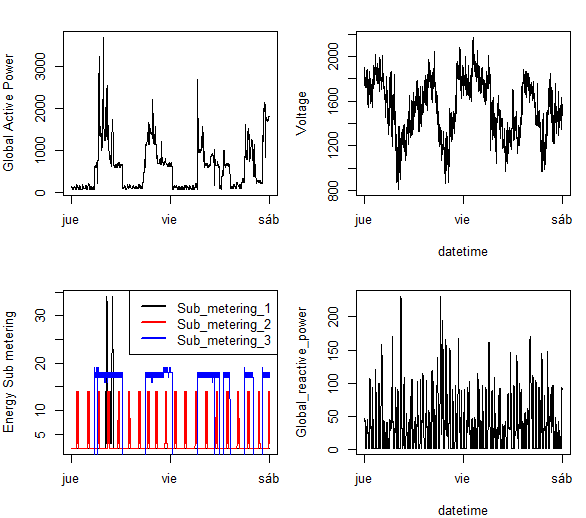 Global Active Power
0 1000 2000 3000
jue vie sáb
Voltage
800 1200 1600 2000
jue vie sáb
datetime
Energy Sub metering
5 10 20 30
Sub_metering_1
Sub_metering_2
Sub_metering_3
jue vie sáb
Global_reactive_power
0 50 100 150 200
jue vie sáb
datetime